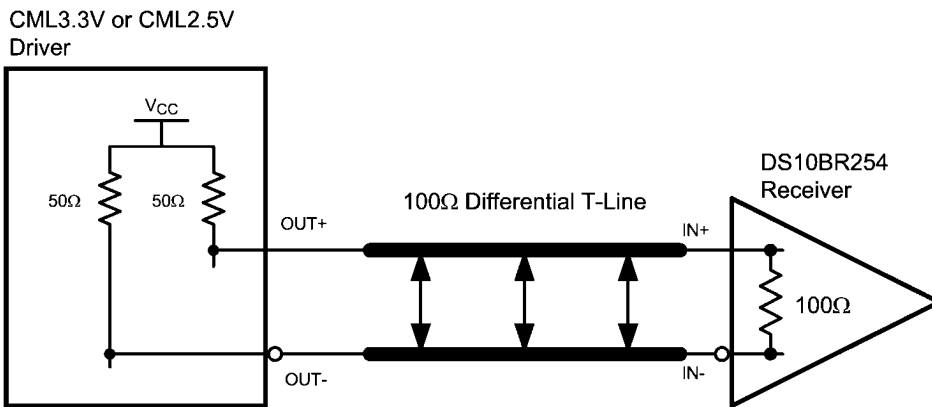 CML3.3V or CML2.5V
Driver
VCC
50Ω
50Ω
OUT+
100Ω Differential T-Line
IN+
DS10BR254
Receiver
100Ω
OUT-
IN-